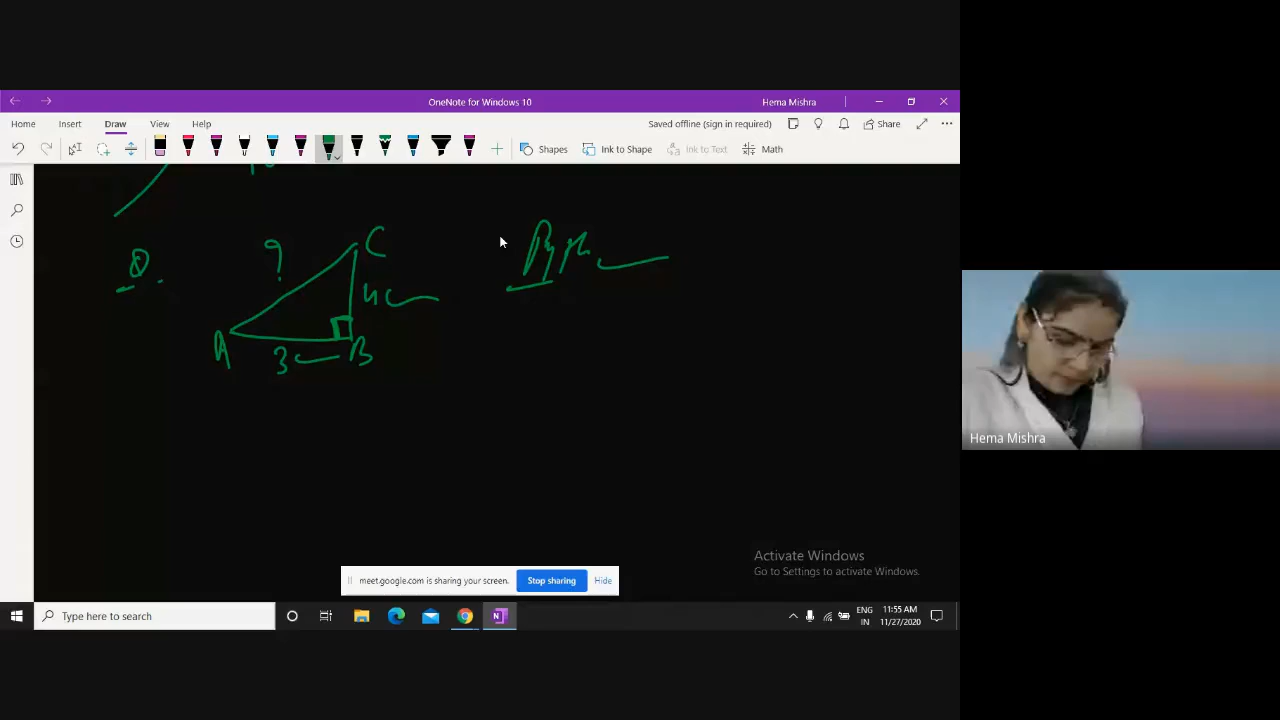 OneNote for Windows 10
Hema Mishra
Home Insert Draw View Help
Saved offline (sign in required) Share
Shapes Ink to Shape Ink to Text Math
Q.
?
C
4
A
3
B
Pyth
Hema Mishra
Activate Windows
Go to Settings to activate Windows.
meet.google.com is sharing your screen. Stop sharing Hide
Type here to search
ENG
IN
11:55 AM
11/27/2020